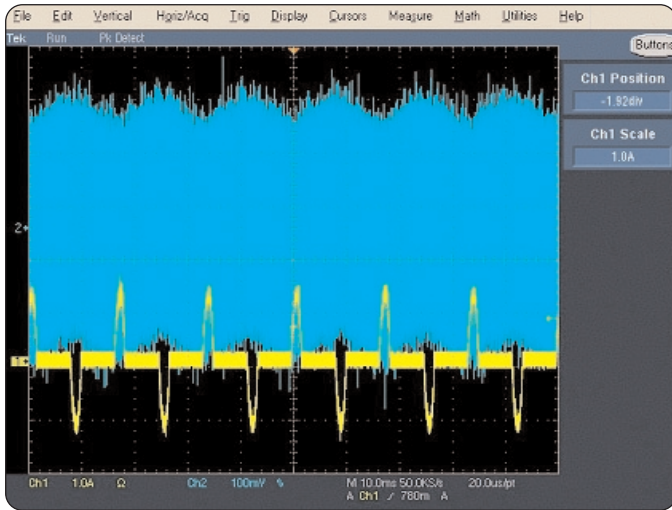 File Edit Vertical Horiz/Acq Trig Display Cursors Measure Math Utilities Help
Tek Run Pk Detect Buttons
Ch1 Position
-1.92div
Ch1 Scale
1.0A
2
1
Ch1 1.0A Ω Ch2 100mV M 10.0ms 50.0KS/s 20.0us/pt
A Ch1 780m A